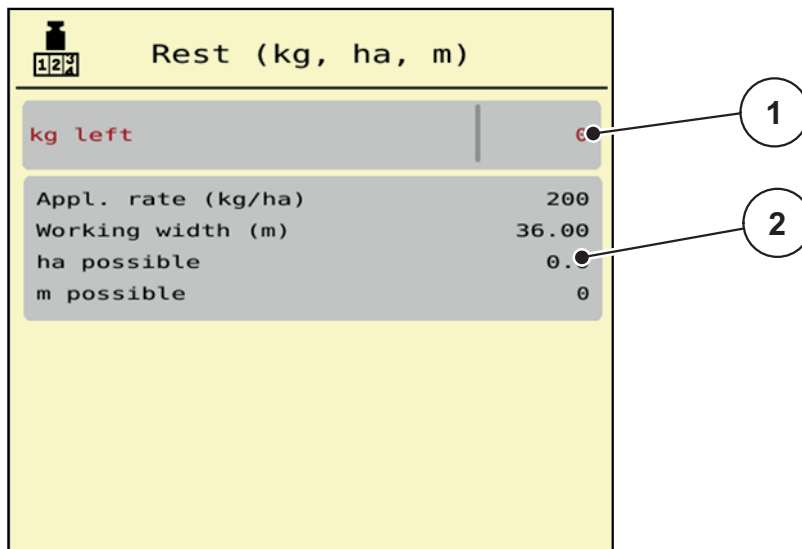 Rest (kg, ha, m)
kg left 0
Appl. rate (kg/ha) 200
Working width (m) 36.00
ha possible
m possible 0
1
2